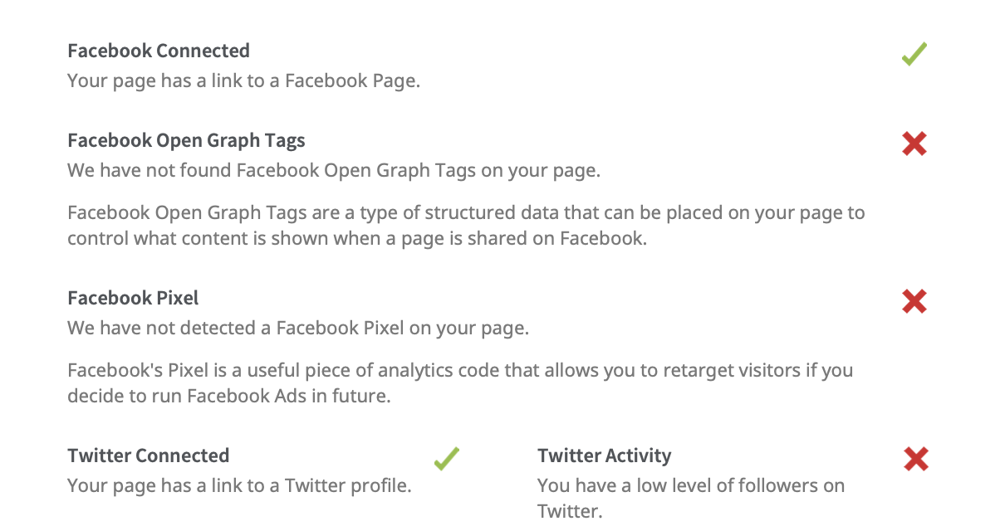 Facebook Connected
Your page has a link to a Facebook Page.
Facebook Open Graph Tags
We have not found Facebook Open Graph Tags on your page.
Facebook Open Graph Tags are a type of structured data that can be placed on your page to
control what content is shown when a page is shared on Facebook.
Facebook Pixel
We have not detected a Facebook Pixel on your page.
Facebook's Pixel is a useful piece of analytics code that allows you to retarget visitors if you
decide to run Facebook Ads in future.
Twitter Connected
Your page has a link to a Twitter profile.
Twitter Activity
You have a low level of followers on
Twitter.